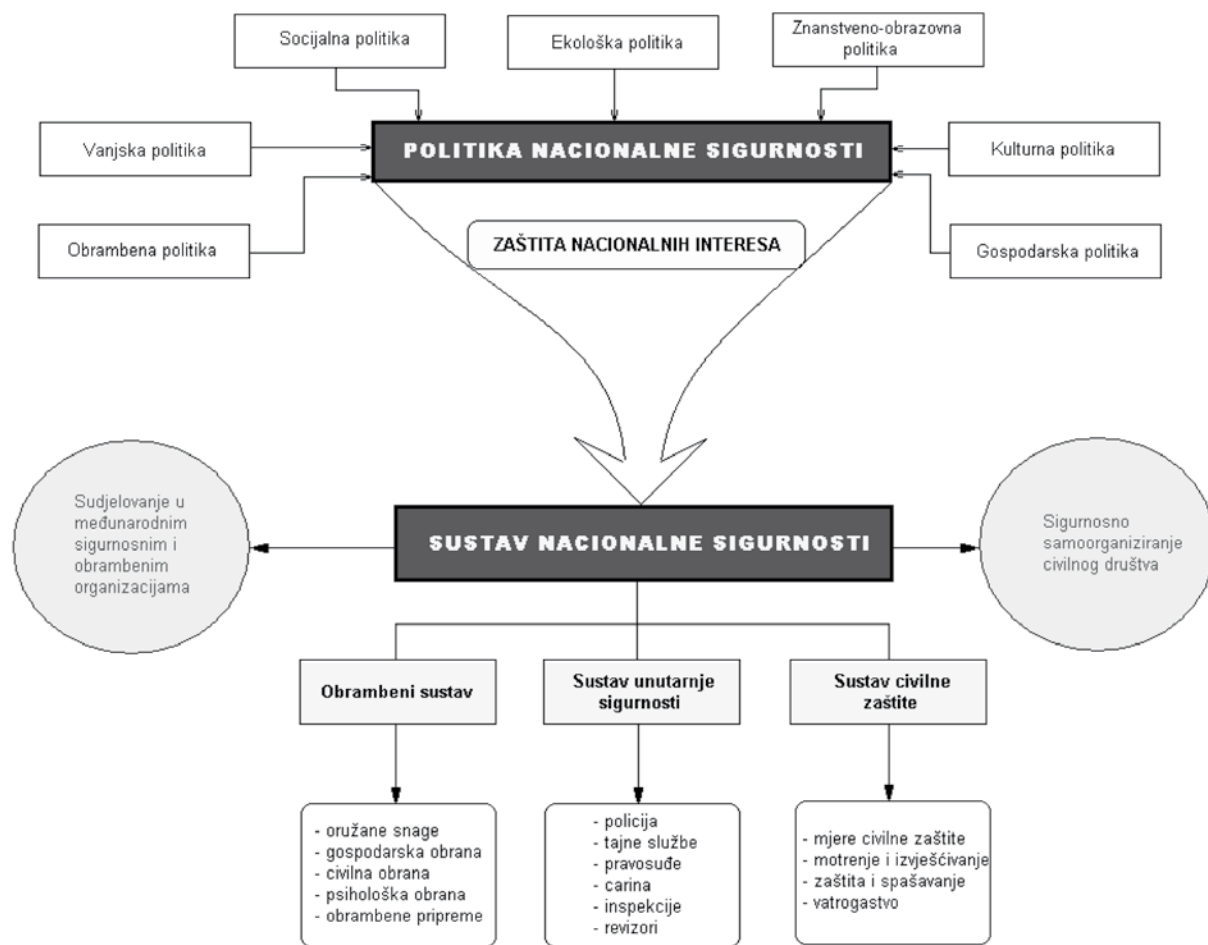 Socijalna politika
Ekološka politika
Znanstveno-obrazovna
politika
Vanjska politika
POLITIKA NACIONALNE SIGURNOSTI
Kulturna politika
Obrambena politika
ZAŠTITA NACIONALNIH INTERESA
Gospodarska politika
Sudjelovanje u
međunarodnim
sigurnosnim i
obrambenim
organizacijama
SUSTAV NACIONALNE SIGURNOSTI
Sigurnosno
samoorganiziranje
civilnog društva
Obrambeni sustav
Sustav unutarnje
sigurnosti
Sustav civilne
zaštite
- oružane snage
- gospodarska obrana
- civilna obrana
- psihološka obrana
- obrambene pripreme
- policija
- tajne službe
- pravosuđe
- carina
- inspekcije
- revizori
- mjere civilne zaštite
- motrenje i izvješćivanje
- zaštita i spašavanje
- vatrogastvo